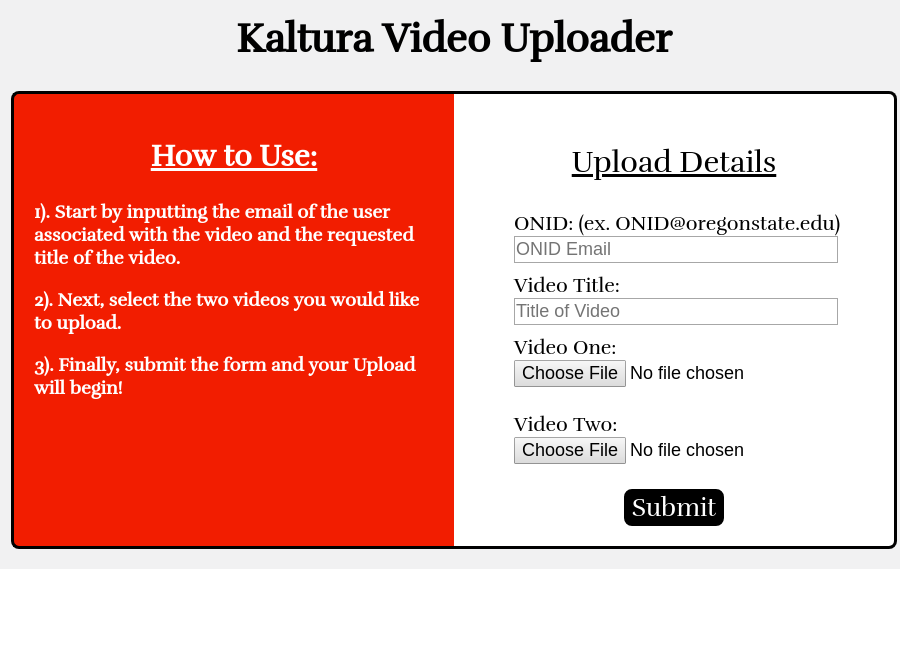 Kaltura Video Uploader
How to Use:
1). Start by inputting the email of the user
associated with the video and the requested
title of the video.
2). Next, select the two videos you would like
to upload.
3). Finally, submit the form and your Upload
will begin!
Upload Details
ONID: (ex. ONID@oregonstate.edu)
ONID Email
Video Title:
Title of Video
Video One:
Choose File No file chosen
Video Two:
Choose File No file chosen
Submit